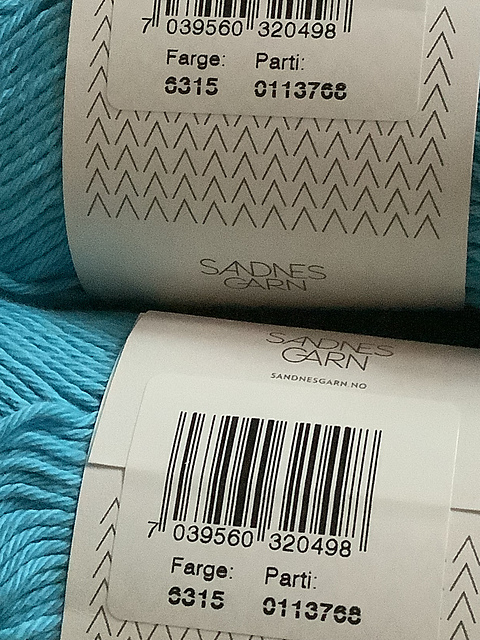 7 039560 320498
Farge: Parti:
6315 0113768
SANDNES
GARN
SANDNES
GARN
SANDNESGARN.NO
7 039560 320498
Farge: Parti:
6315 0113768